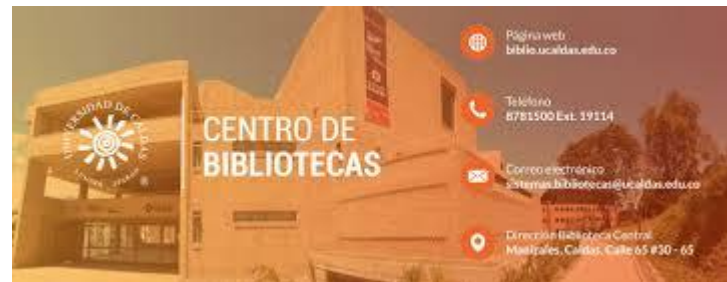 UNIVERSIDAD DE CALDAS
CENTRO DE
BIBLIOTECAS
Página web
biblio.ucaldas.edu.co
Teléfono
8781500 Ext. 19114
Correo electrónico
sistemas.bibliotecas@ucaldas.edu.co
Dirección Biblioteca Central
Manizales, Caldas. Calle 65 #30 - 65